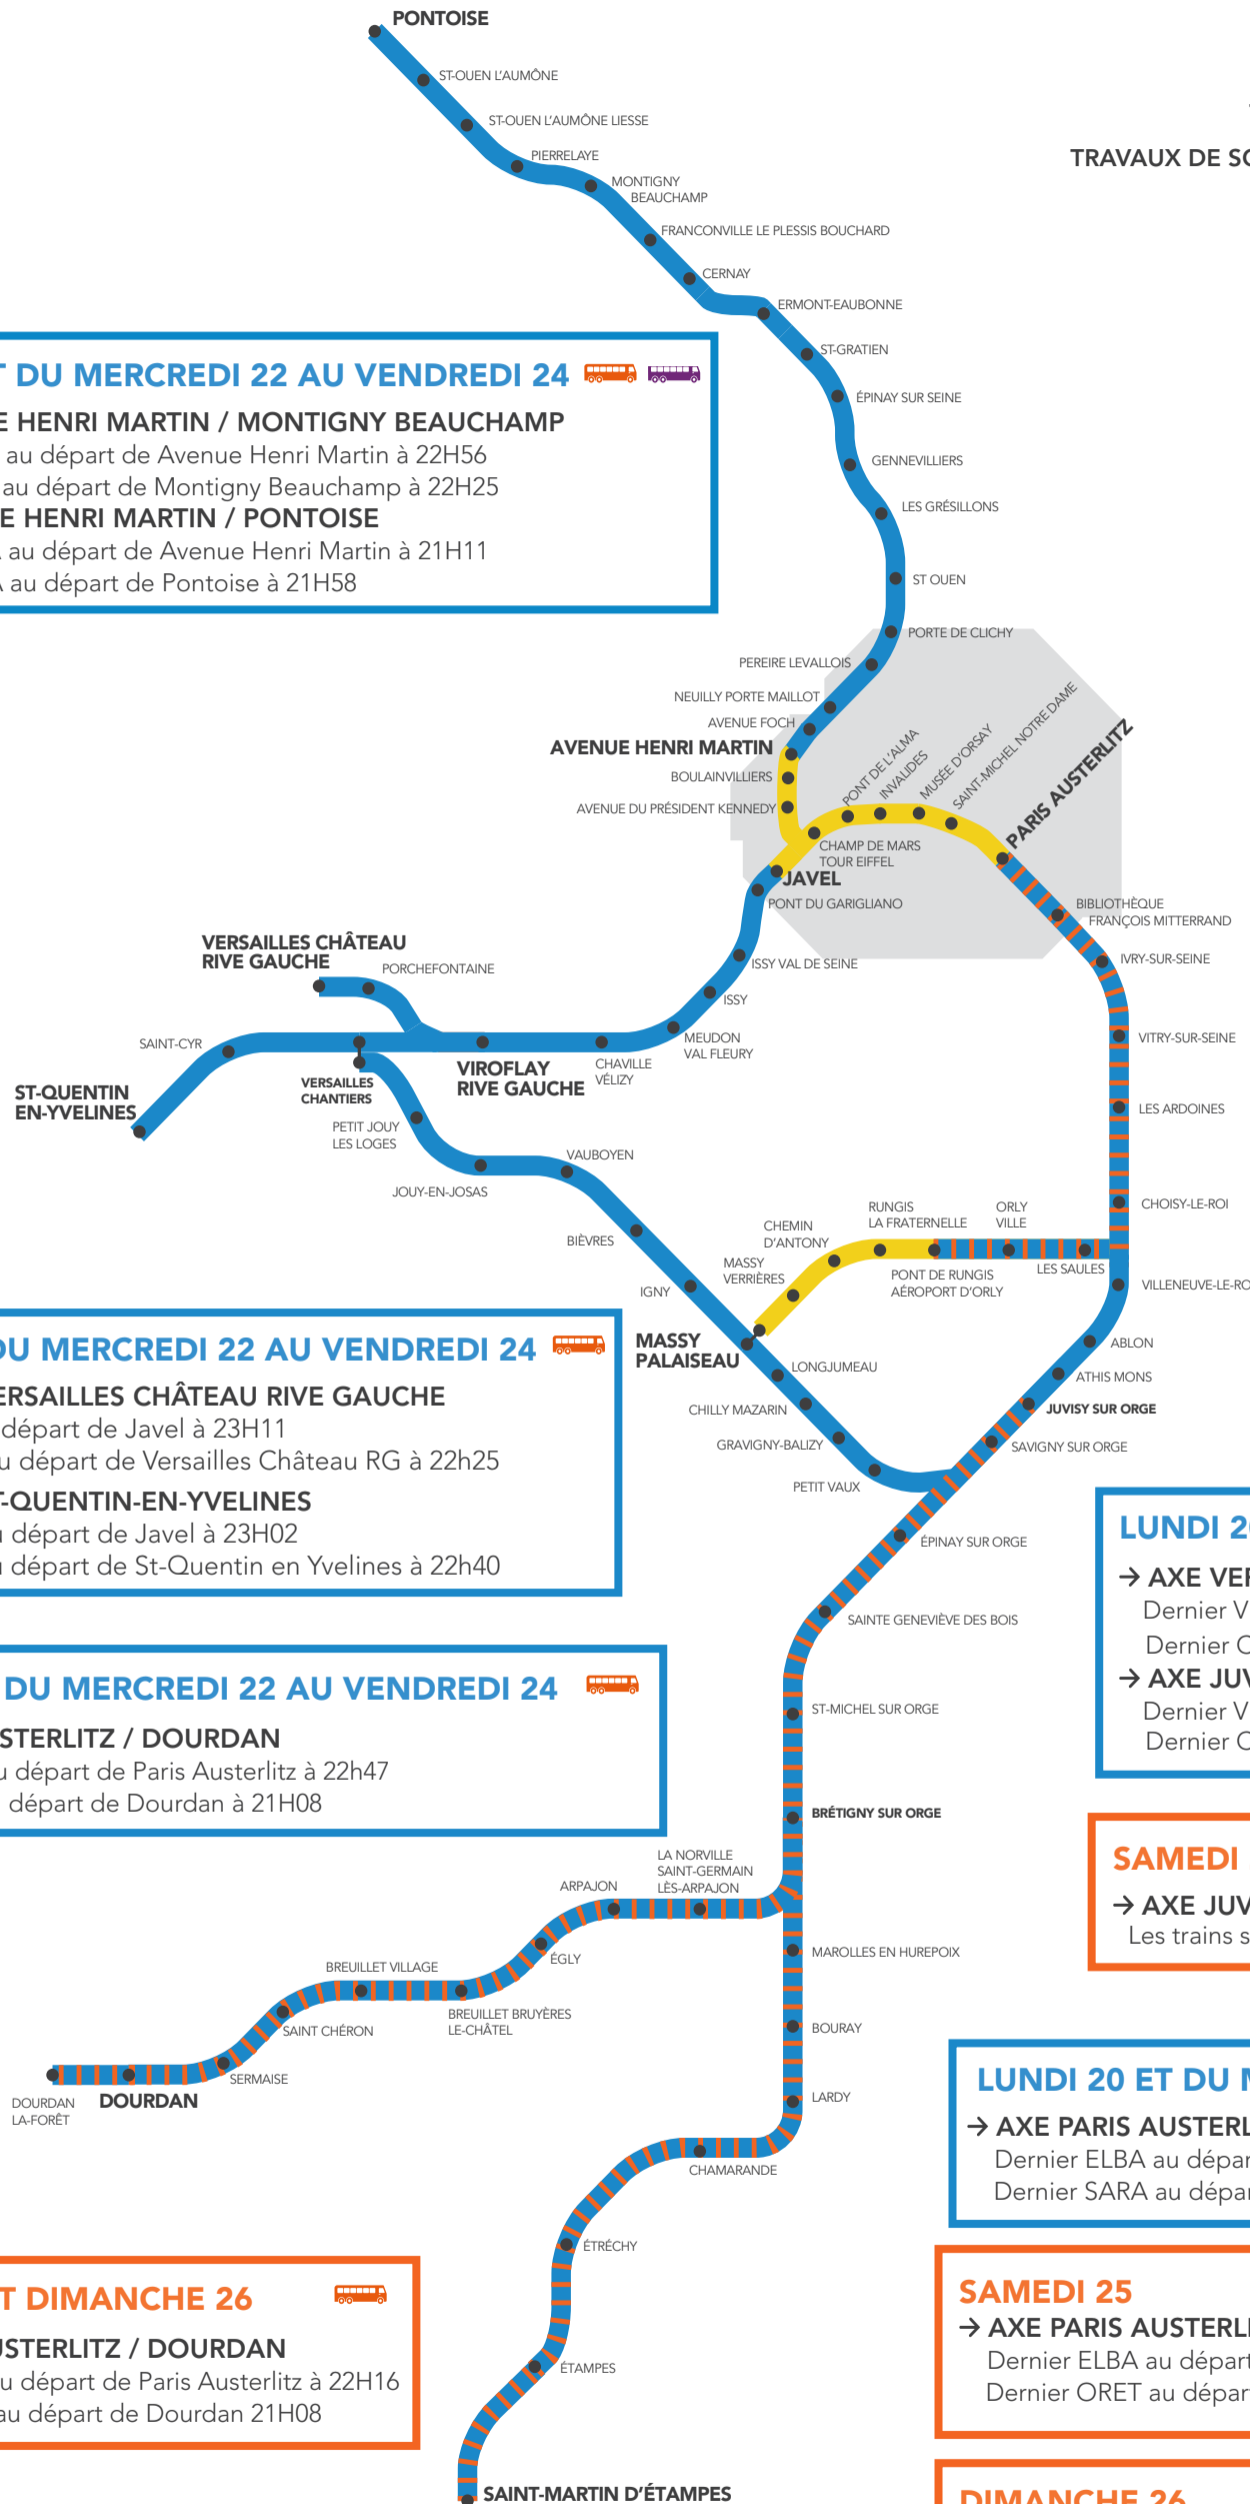 PONTOISE
ST-OUEN L'AUMÔNE
ST-OUEN L'AUMÔNE LIESSE
PIERRELAYE
TRAVAUX DE
MONTIGNY
BEAUCHAMP
FRANCONVILLE LE PLESSIS BOUCHARD
CERNAY
ERMONT-EAUBONNE
ST-GRATIEN
ÉPINAY SUR SEINE
GENNEVILLIERS
LES GRÉSILLONS
ST OUEN
PORTE DE CLICHY
DU MERCREDI 22 AU VENDREDI 24
HENRI MARTIN / MONTIGNY BEAUCHAMP
au départ de Avenue Henri Martin à 22H56
au départ de Montigny Beauchamp à 22H25
HENRI MARTIN / PONTOISE
au départ de Avenue Henri Martin à 21H11
au départ de Pontoise à 21H58
PEREIRE LEVALLOIS
NEUILLY PORTE MAILLOT
AVENUE FOCH
AVENUE HENRI MARTIN
BOULAINVILLIERS
AVENUE DU PRÉSIDENT KENNEDY
PONT DE L'ALMA
INVALIDES
MUSÉE D'ORSAY
SAINT-MICHEL NOTRE DAME
PARIS AUSTERLITZ
CHAMP DE MARS
TOUR EIFFEL
JAVEL
PONT DU GARIGLIANO
BIBLIOTHÈQUE
FRANÇOIS MITTERRAND
IVRY-SUR-SEINE
VITRY-SUR-SEINE
LES ARDOINES
CHOISY-LE-ROI
VERSAILLES CHÂTEAU
RIVE GAUCHE
PORCHEFONTAINE
ISSY VAL DE SEINE
ISSY
MEUDON
VAL FLEURY
CHAVILLE
VÉLIZY
VIROFLAY
RIVE GAUCHE
SAINT-CYR
ST-QUENTIN
EN-YVELINES
VERSAILLES
CHANTIERS
PETIT JOUY
LES LOGES
JOUY-EN-JOSAS
VAUBOYEN
BIÈVRES
IGNY
MASSY
PALAISEAU
MASSY
VERRIÈRES
CHEMIN
D'ANTONY
RUNGIS
LA FRATERNELLE
ORLY
VILLE
PONT DE RUNGIS
AÉROPORT D'ORLY
LES SAULES
VILLENEUVE-LE-RO
ABLON
ATHIS MONS
JUVISY SUR ORGE
SAVIGNY SUR ORGE
LONGJUMEAU
CHILLY MAZARIN
GRAVIGNY-BALIZY
PETIT VAUX
ÉPINAY SUR ORGE
SAINTE GENEVIÈVE DES BOIS
ST-MICHEL SUR ORGE
BRÉTIGNY SUR ORGE
DU MERCREDI 22 AU VENDREDI 24
ERSAILLES CHÂTEAU RIVE GAUCHE
départ de Javel à 23H11
départ de Versailles Château RG à 22h25
-QUENTIN-EN-YVELINES
départ de Javel à 23H02
départ de St-Quentin en Yvelines à 22h40
DU MERCREDI 22 AU VENDREDI 24
STERLITZ / DOURDAN
départ de Paris Austerlitz à 22h47
départ de Dourdan à 21H08
LUNDI 2
→ AXE VER
Dernier V
Dernier
→ AXE JUV
Dernier V
Dernier
SAMEDI
→ AXE JUV
Les trains s
LA NORVILLE
SAINT-GERMAIN
LÈS-ARPAJON
ARPAJON
ÉGLY
BREUILLET BRUYÈRES
LE-CHÂTEL
BREUILLET VILLAGE
SAINT CHÉRON
SERMAISE
DOURDAN
DOURDAN
LA-FORÊT
MAROLLES EN HUREPOIX
BOURAY
LARDY
CHAMARANDE
ÉTRÉCHY
ÉTAMPES
SAINT-MARTIN D'ÉTAMPES
LUNDI 20 ET DU M
→ AXE PARIS AUSTERL
Dernier ELBA au dépar
Dernier SARA au dépar
ET DIMANCHE 26
USTERLITZ / DOURDAN
au départ de Paris Austerlitz à 22H16
au départ de Dourdan 21H08
SAMEDI 25
→ AXE PARIS AUSTERLI
Dernier ELBA au départ
Dernier ORET au départ
DIMANCHE 26